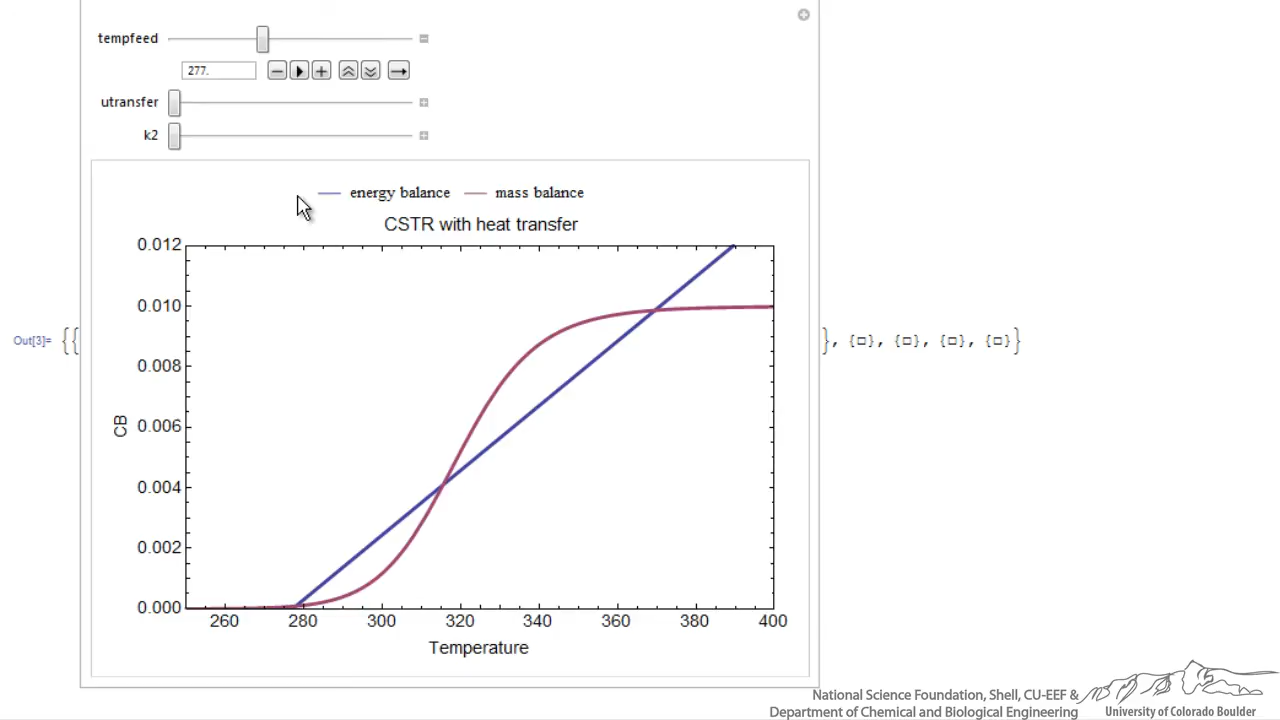 tempfeed
277.
utransfer
k2
energy balance mass balance
CSTR with heat transfer
0.012
0.010
Out[3]= {{ }, {□}, {□}, {□}, {□}}
0.008
CB
0.006
0.004
0.002
0.000
260 280 300 320 340 360 380 400
Temperature
National Science Foundation, Shell, CU-EEF &
Department of Chemical and Biological Engineering
University of Colorado Boulder